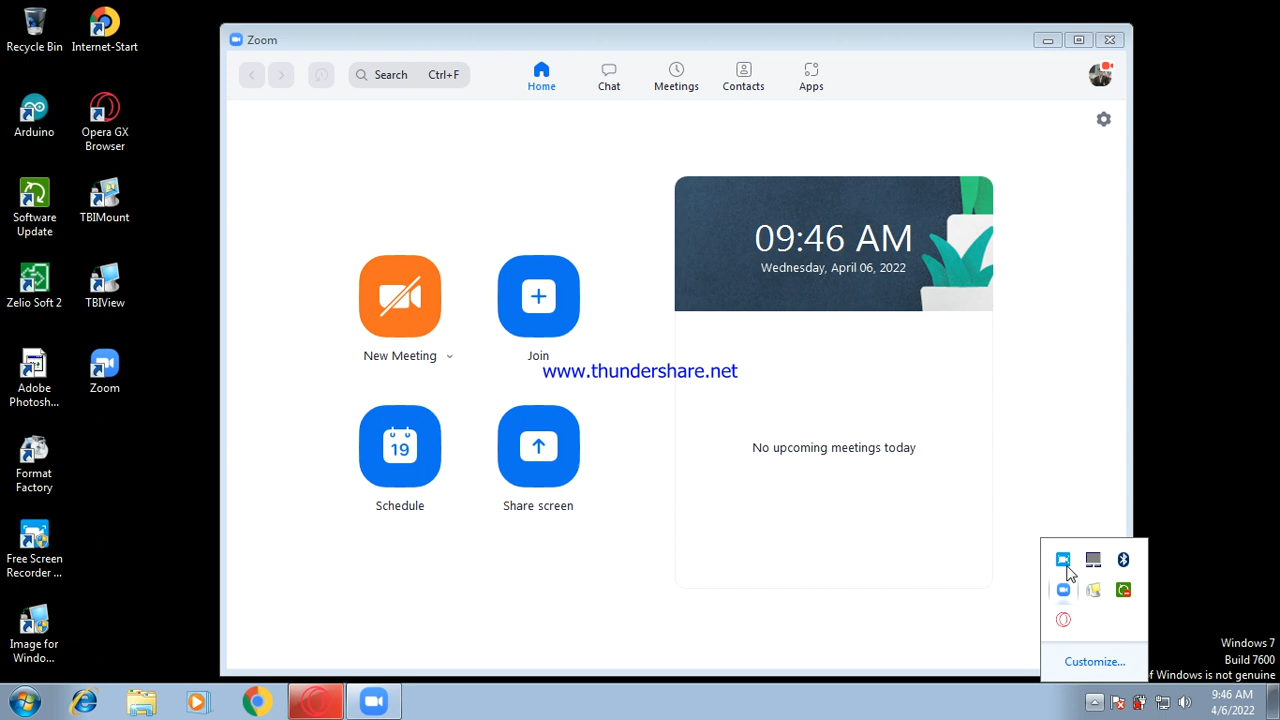 Recycle Bin
Internet-Start
Arduino
Opera GX
Browser
Software
Update
TBIMount
Zelio Soft 2
TBIView
Adobe
Photosh...
Zoom
Format
Factory
Free Screen
Recorder ...
Image for
Windo...
Zoom
Search Ctrl+F
Home
Chat
Meetings
Contacts
Apps
New Meeting
Join
19
Schedule
Share screen
09:46 AM
Wednesday, April 06, 2022
No upcoming meetings today
www.thundershare.net
Customize...
Windows 7
Build 7600
f Windows is not genuine
9:46 AM
4/6/2022